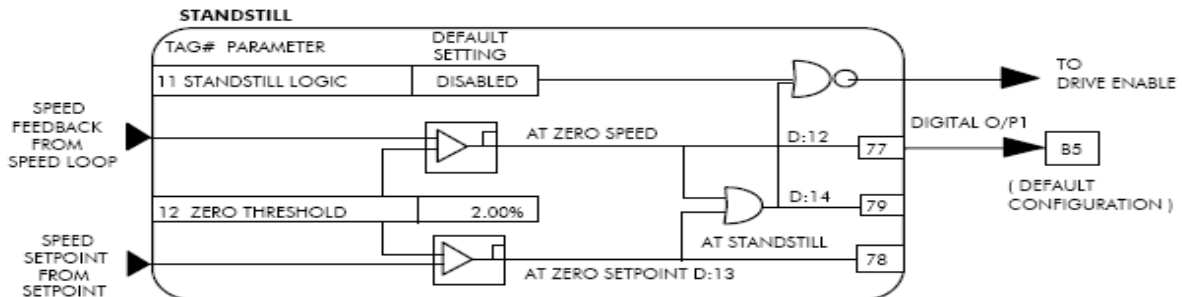 STANDSTILL
TAG# PARAMETER
DEFAULT
SETTING
11 STANDSTILL LOGIC
DISABLED
TO
DRIVE ENABLE
SPEED
FEEDBACK
FROM
SPEED LOOP
AT ZERO SPEED
D:12
77
DIGITAL O/P1
B5
( DEFAULT
CONFIGURATION )
12 ZERO THRESHOLD
2.00%
D:14
79
AT STANDSTILL
SPEED
SETPOINT
FROM
SETPOINT
AT ZERO SETPOINT D:13
78